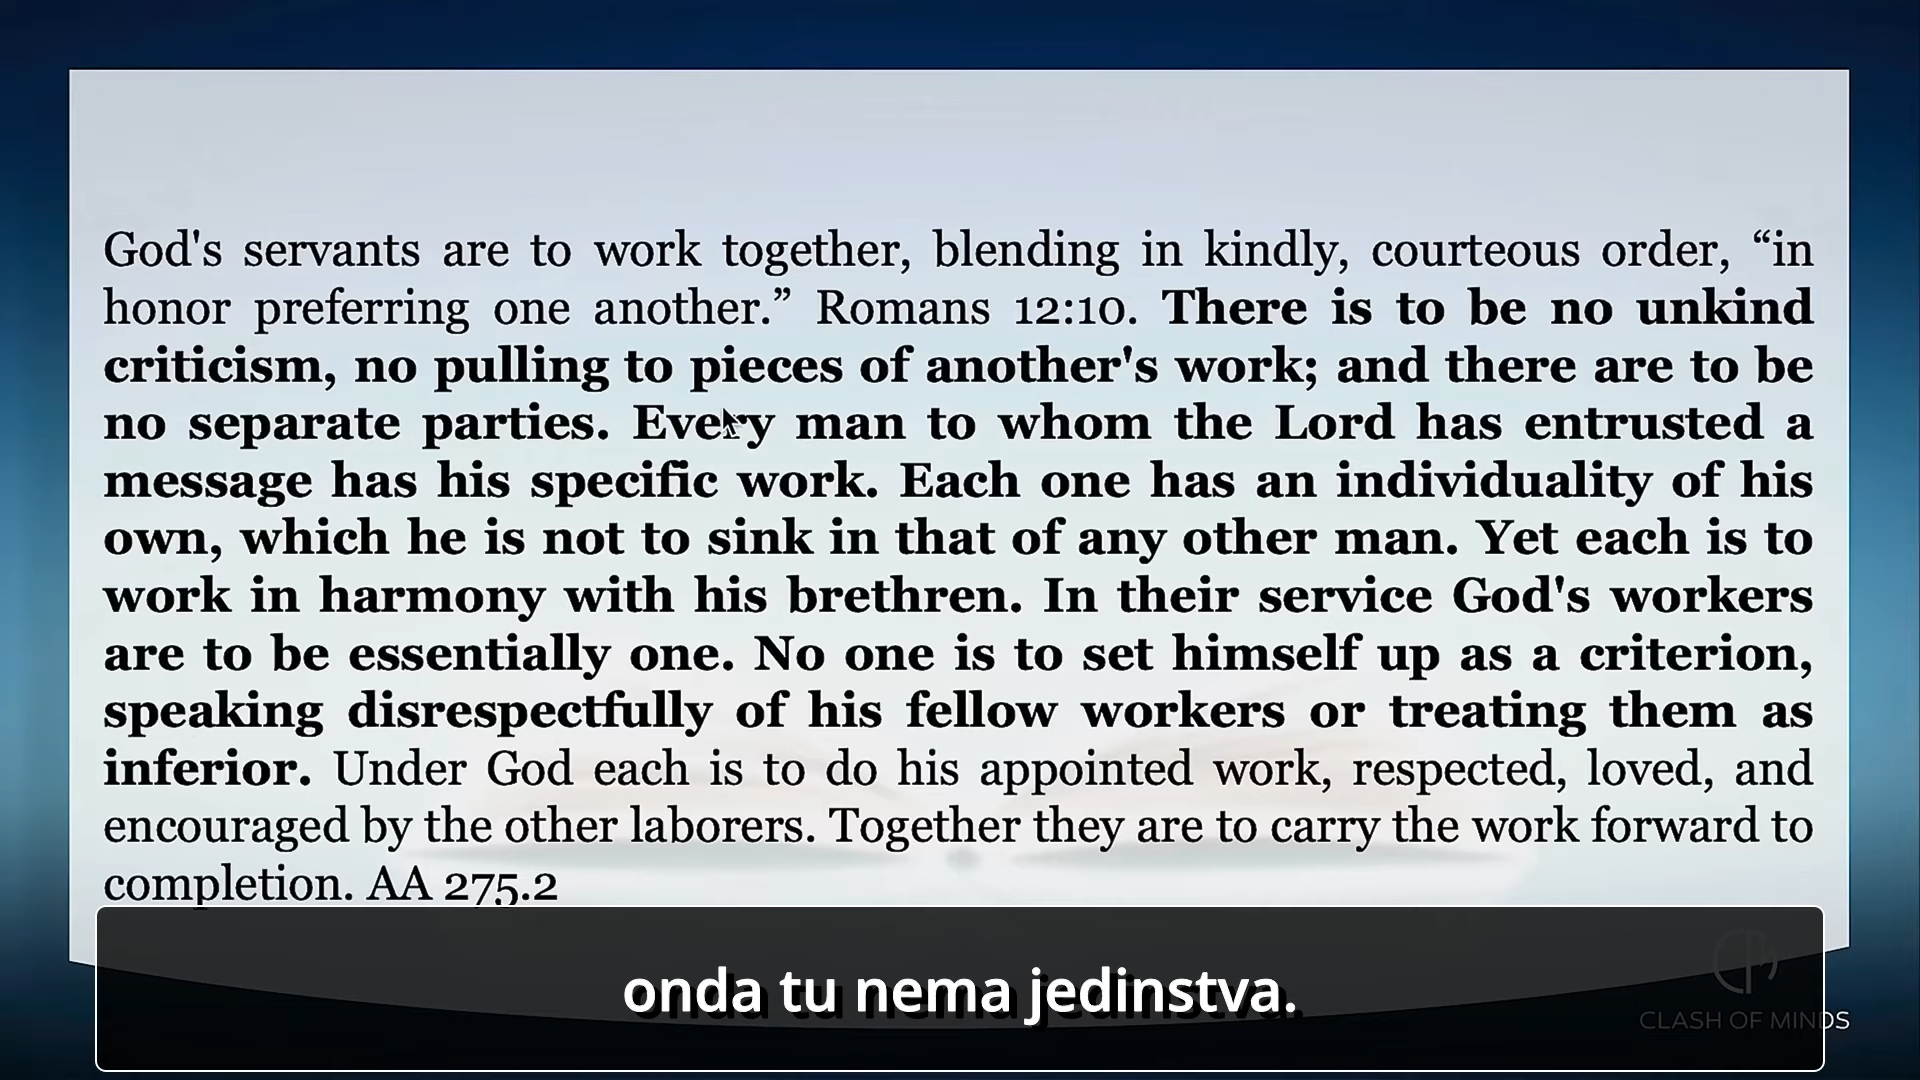 God's servants are to work together, blending in kindly, courteous order, “in
honor preferring one another.” Romans 12:10. There is to be no unkind
criticism, no pulling to pieces of another's work; and there are to be
no separate parties. Every man to whom the Lord has entrusted a
message has his specific work. Each one has an individuality of his
own, which he is not to sink in that of any other man. Yet each is to
work in harmony with his brethren. In their service God's workers
are to be essentially one. No one is to set himself up as a criterion,
speaking disrespectfully of his fellow workers or treating them as
inferior. Under God each is to do his appointed work, respected, loved, and
encouraged by the other laborers. Together they are to carry the work forward to
completion. AA 275.2
onda tu nema jedinstva.
CLASH OF MINDS